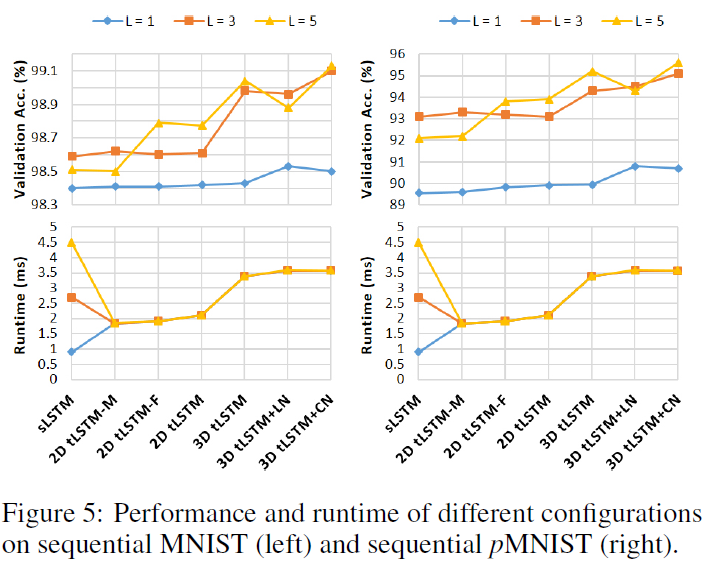 L = 1 L = 3 L = 5
Validation Acc. (%)
99.1
98.9
98.7
98.5
98.3
Runtime (ms)
5
4.5
4
3.5
3
2.5
2
1.5
1
0.5
0
sLSTM
2D tLSTM-M
2D tLSTM-F
2D tLSTM
3D tLSTM
3D tLSTM+LN
3D tLSTM+CN
L = 1 L = 3 L = 5
Validation Acc. (%)
96
95
94
93
92
91
90
89
Runtime (ms)
5
4.5
4
3.5
3
2.5
2
1.5
1
0.5
0
sLSTM
2D tLSTM-M
2D tLSTM-F
2D tLSTM
3D tLSTM
3D tLSTM+LN
3D tLSTM+CN
Figure 5: Performance and runtime of different configurations
on sequential MNIST (left) and sequential pMNIST (right).